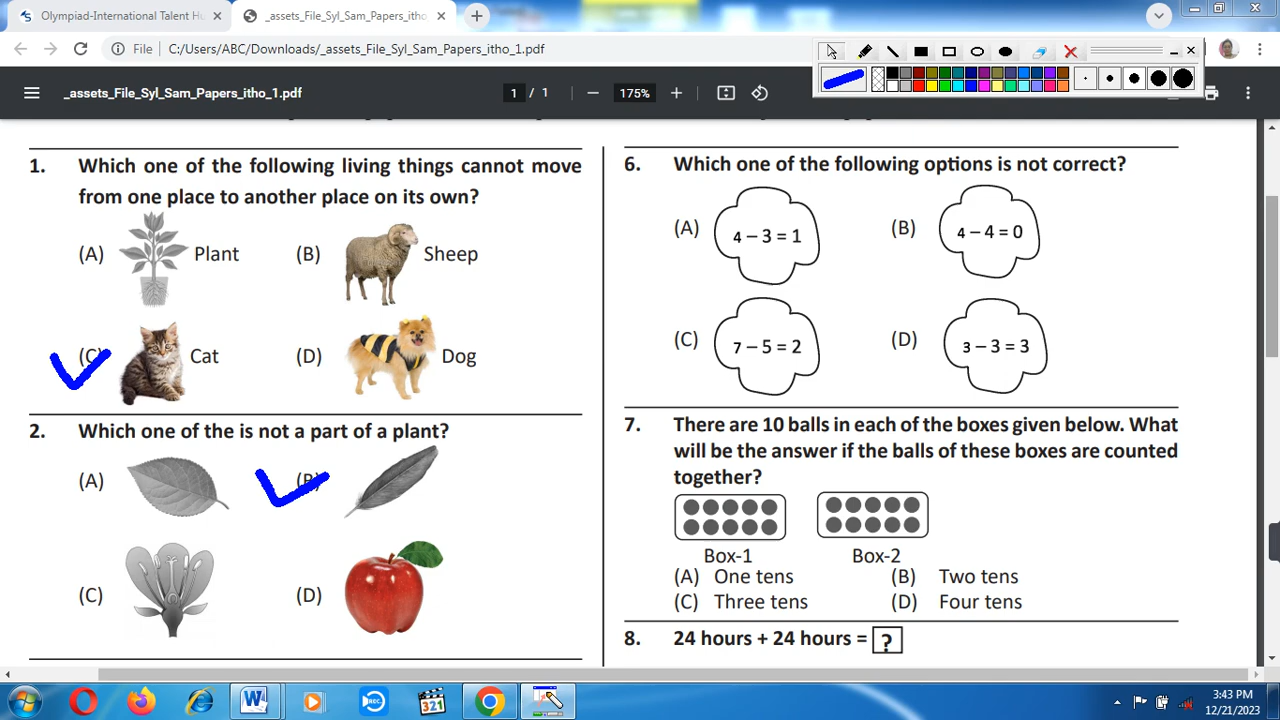 Olympiad-International Talent Hu
_assets_File_Syl_Sam_Papers_itho
File C:/Users/ABC/Downloads/_assets_File_Syl_Sam_Papers_itho_1.pdf
_assets_File_Syl_Sam_Papers_itho_1.pdf
1 / 1
175%
1. Which one of the following living things cannot move
from one place to another place on its own?
(A) Plant (B) Sheep
(C) Cat (D) Dog
2. Which one of the is not a part of a plant?
(A) (B)
(C) (D)
6. Which one of the following options is not correct?
(A) 4 – 3 = 1 (B) 4 – 4 = 0
(C) 7 – 5 = 2 (D) 3 – 3 = 3
7. There are 10 balls in each of the boxes given below. What
will be the answer if the balls of these boxes are counted
together?
Box-1 Box-2
(A) One tens (B) Two tens
(C) Three tens (D) Four tens
8. 24 hours + 24 hours = ?
REC
321
3:43 PM
12/21/2023